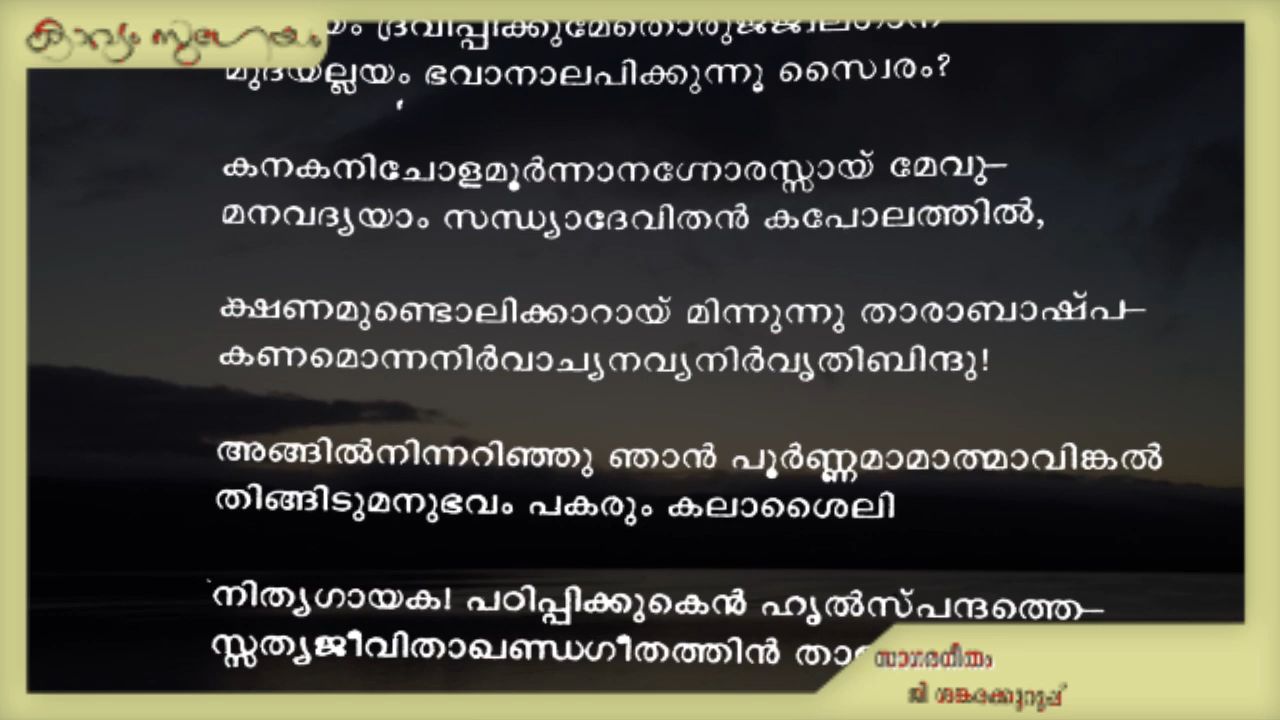 കാവ്യം സുഗേയം
മുദയല്ലയം ഭവാനാലപിക്കുന്നു സ്വൈരം?
കനകനിചോളമൂർന്നാനഗ്നോരസ്സായ് മേവു—
മനവദ്യയാം സന്ധ്യാദേവിതൻ കപോലത്തിൽ,
ക്ഷണമുണ്ടൊലിക്കാറായ് മിന്നുന്നു താരാബാഷ്പ—
കണമൊന്നനിർവാച്യനവ്യനിർവൃതിബിന്ദു!
അങ്ങിൽനിന്നറിഞ്ഞു ഞാൻ പൂർണ്ണമാമാത്മാവിങ്കൽ
തിങ്ങിടുമനുഭവം പകരും കലാശൈലി
നിത്യഗായക! പഠിപ്പിക്കുകെൻ ഹൃൽസ്പന്ദത്തെ—
സ്സത്യജീവിതാഖണ്ഡഗീതത്തിൻ
സാഗരഗീതം
ജി ശങ്കരക്കുറുപ്പ്